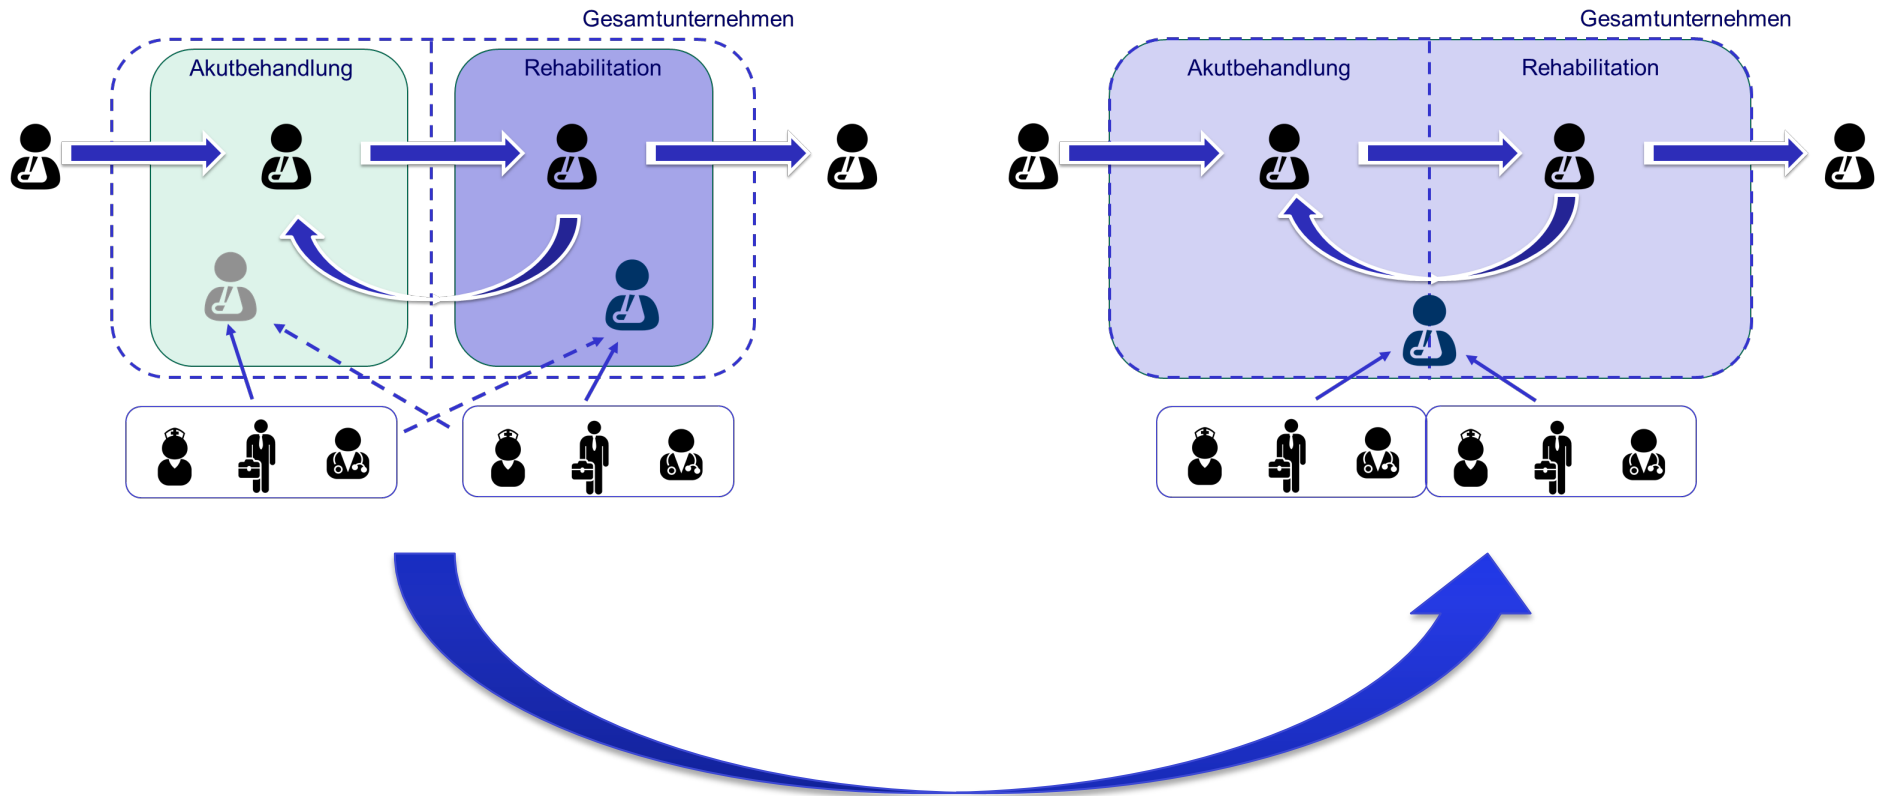 Gesamtunternehmen
Akutbehandlung
Rehabilitation
Gesamtunternehmen
Akutbehandlung
Rehabilitation